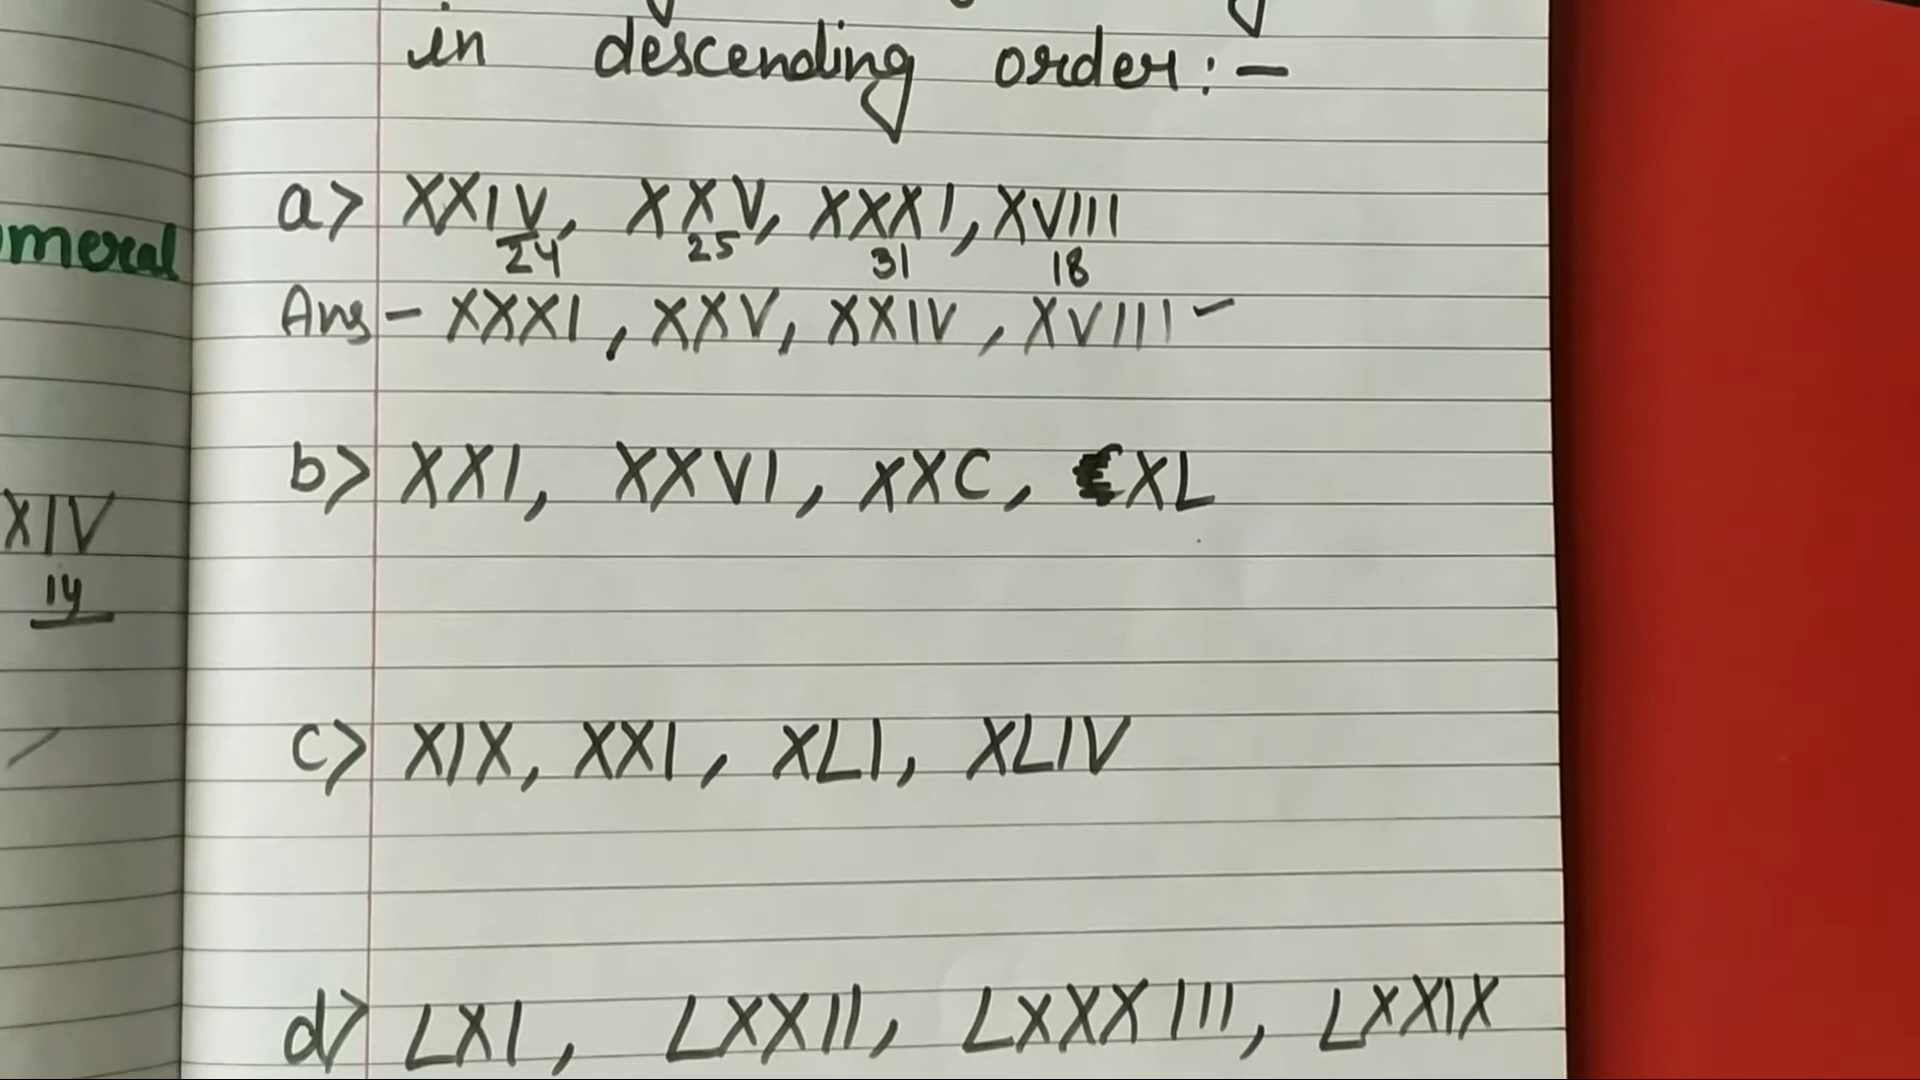 in descending order:-
a> XXIV, XXV, XXXI, XVIII
24 25 31 18
Ans - XXXI, XXV, XXIV, XVIII
b> XXI, XXVI, XXC, XL
c> XIX, XXI, XLI, XLIV
d> LXI, LXXII, LXXXIII, LXXIX
meral
XIV
14